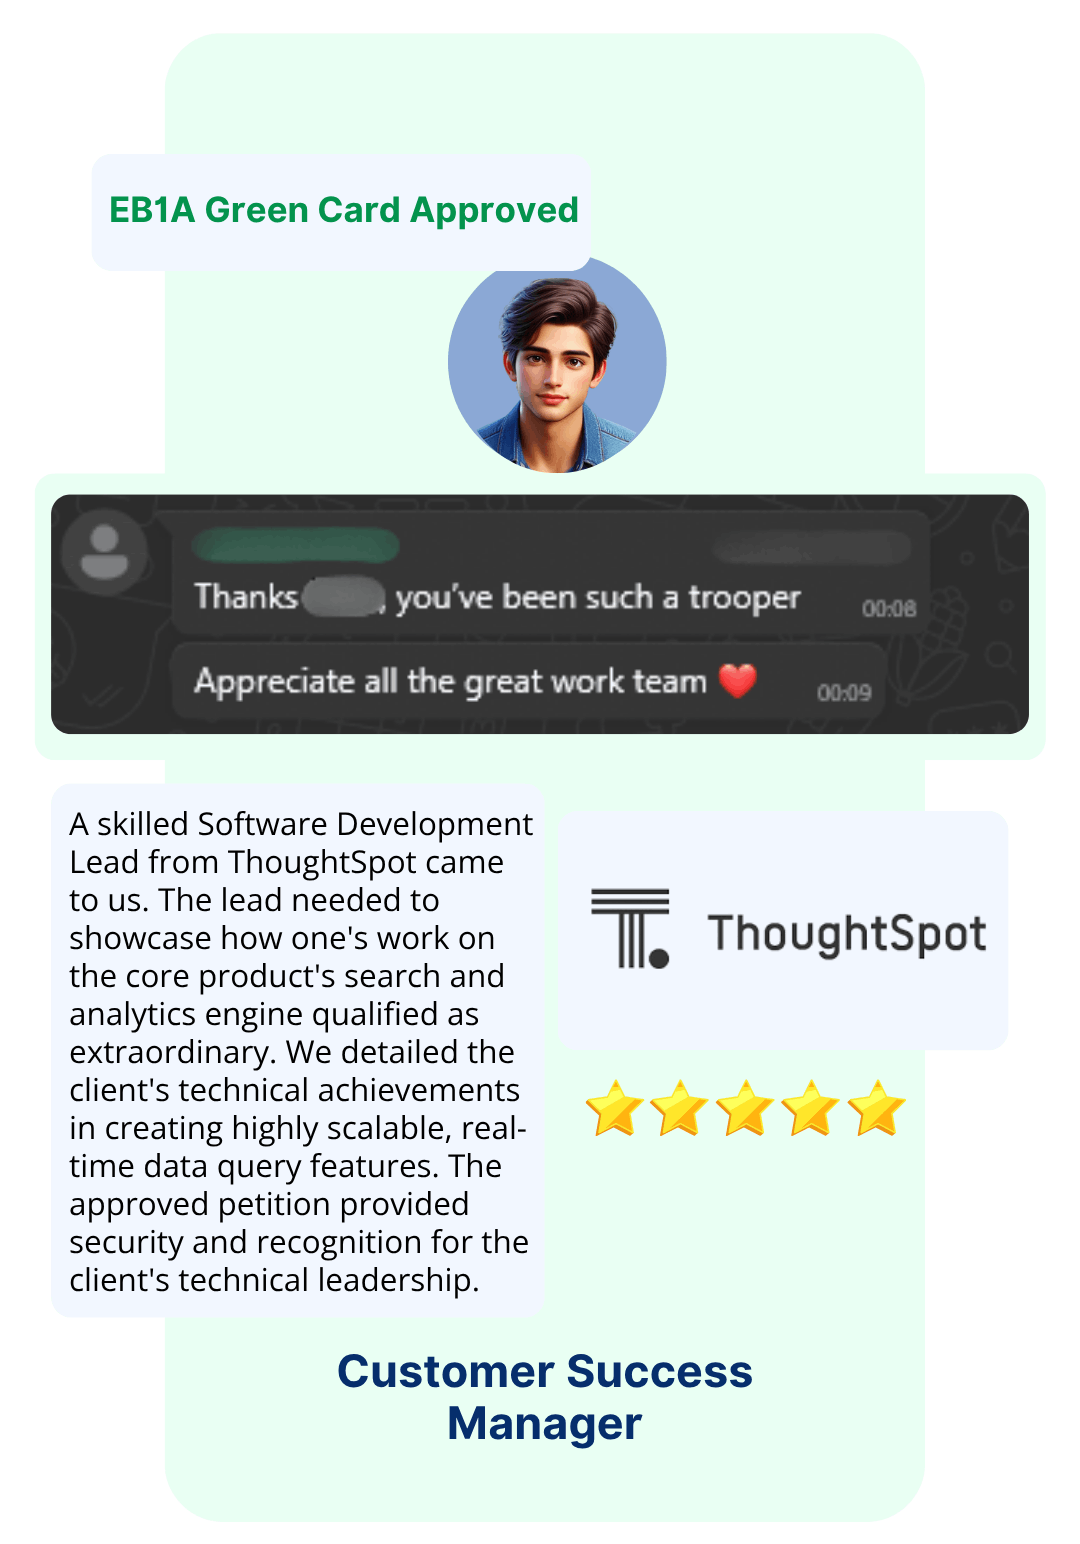 EB1A Green Card Approved
Thanks , you've been such a trooper
00:08
Appreciate all the great work team ❤️
00:09
A skilled Software Development
Lead from ThoughtSpot came
to us. The lead needed to
showcase how one's work on
the core product's search and
analytics engine qualified as
extraordinary. We detailed the
client's technical achievements
in creating highly scalable, real-
time data query features. The
approved petition provided
security and recognition for the
client's technical leadership.
ThoughtSpot
Customer Success
Manager